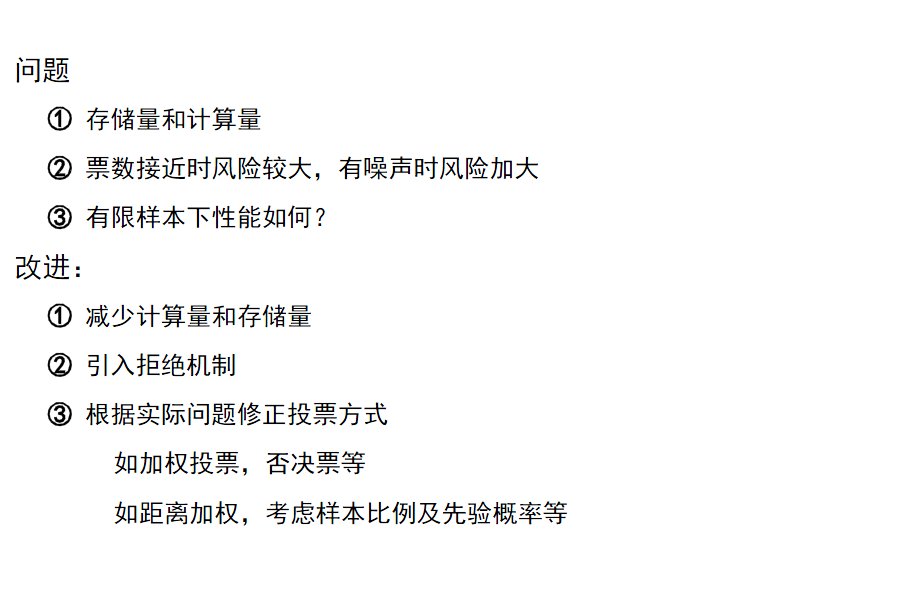 问题
① 存储量和计算量
② 票数接近时风险较大，有噪声时风险加大
③ 有限样本下性能如何？
改进：
① 减少计算量和存储量
② 引入拒绝机制
③ 根据实际问题修正投票方式
如加权投票，否决票等
如距离加权，考虑样本比例及先验概率等